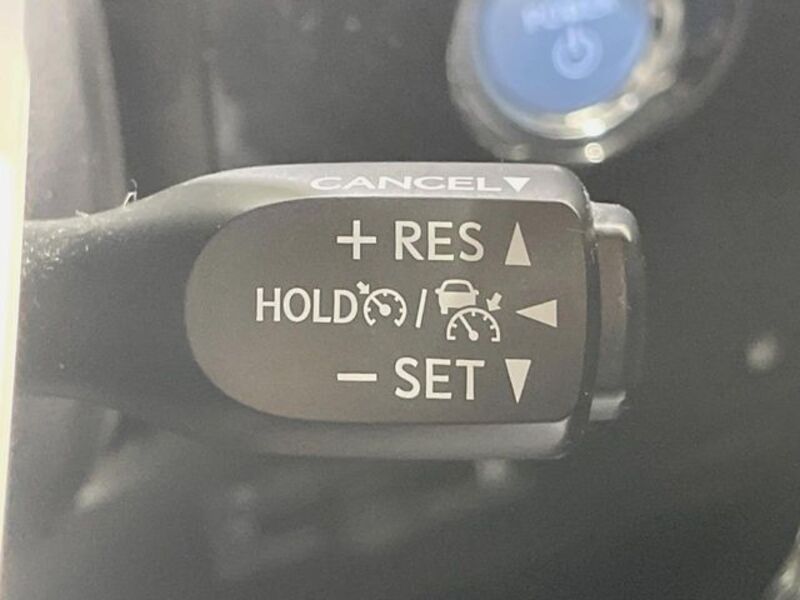 CANCEL▼
+ RES ▲
HOLD / ◀
− SET ▼